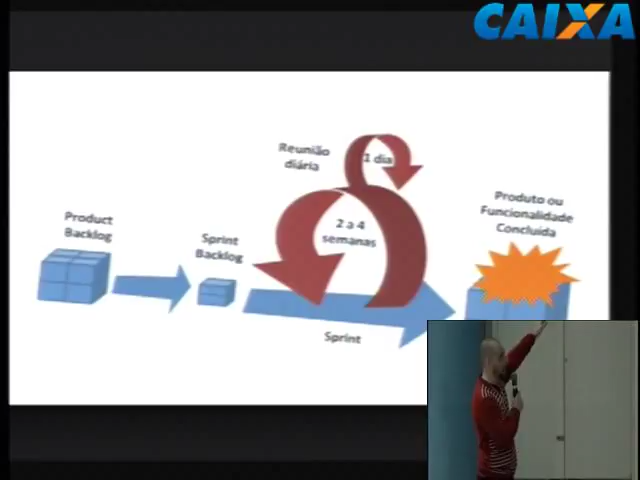 CAIXA
Reunião
diária
1 dia
Produto ou
Funcionalidade
Concluída
Product
Backlog
2 a 4
semanas
Sprint
Backlog
Sprint